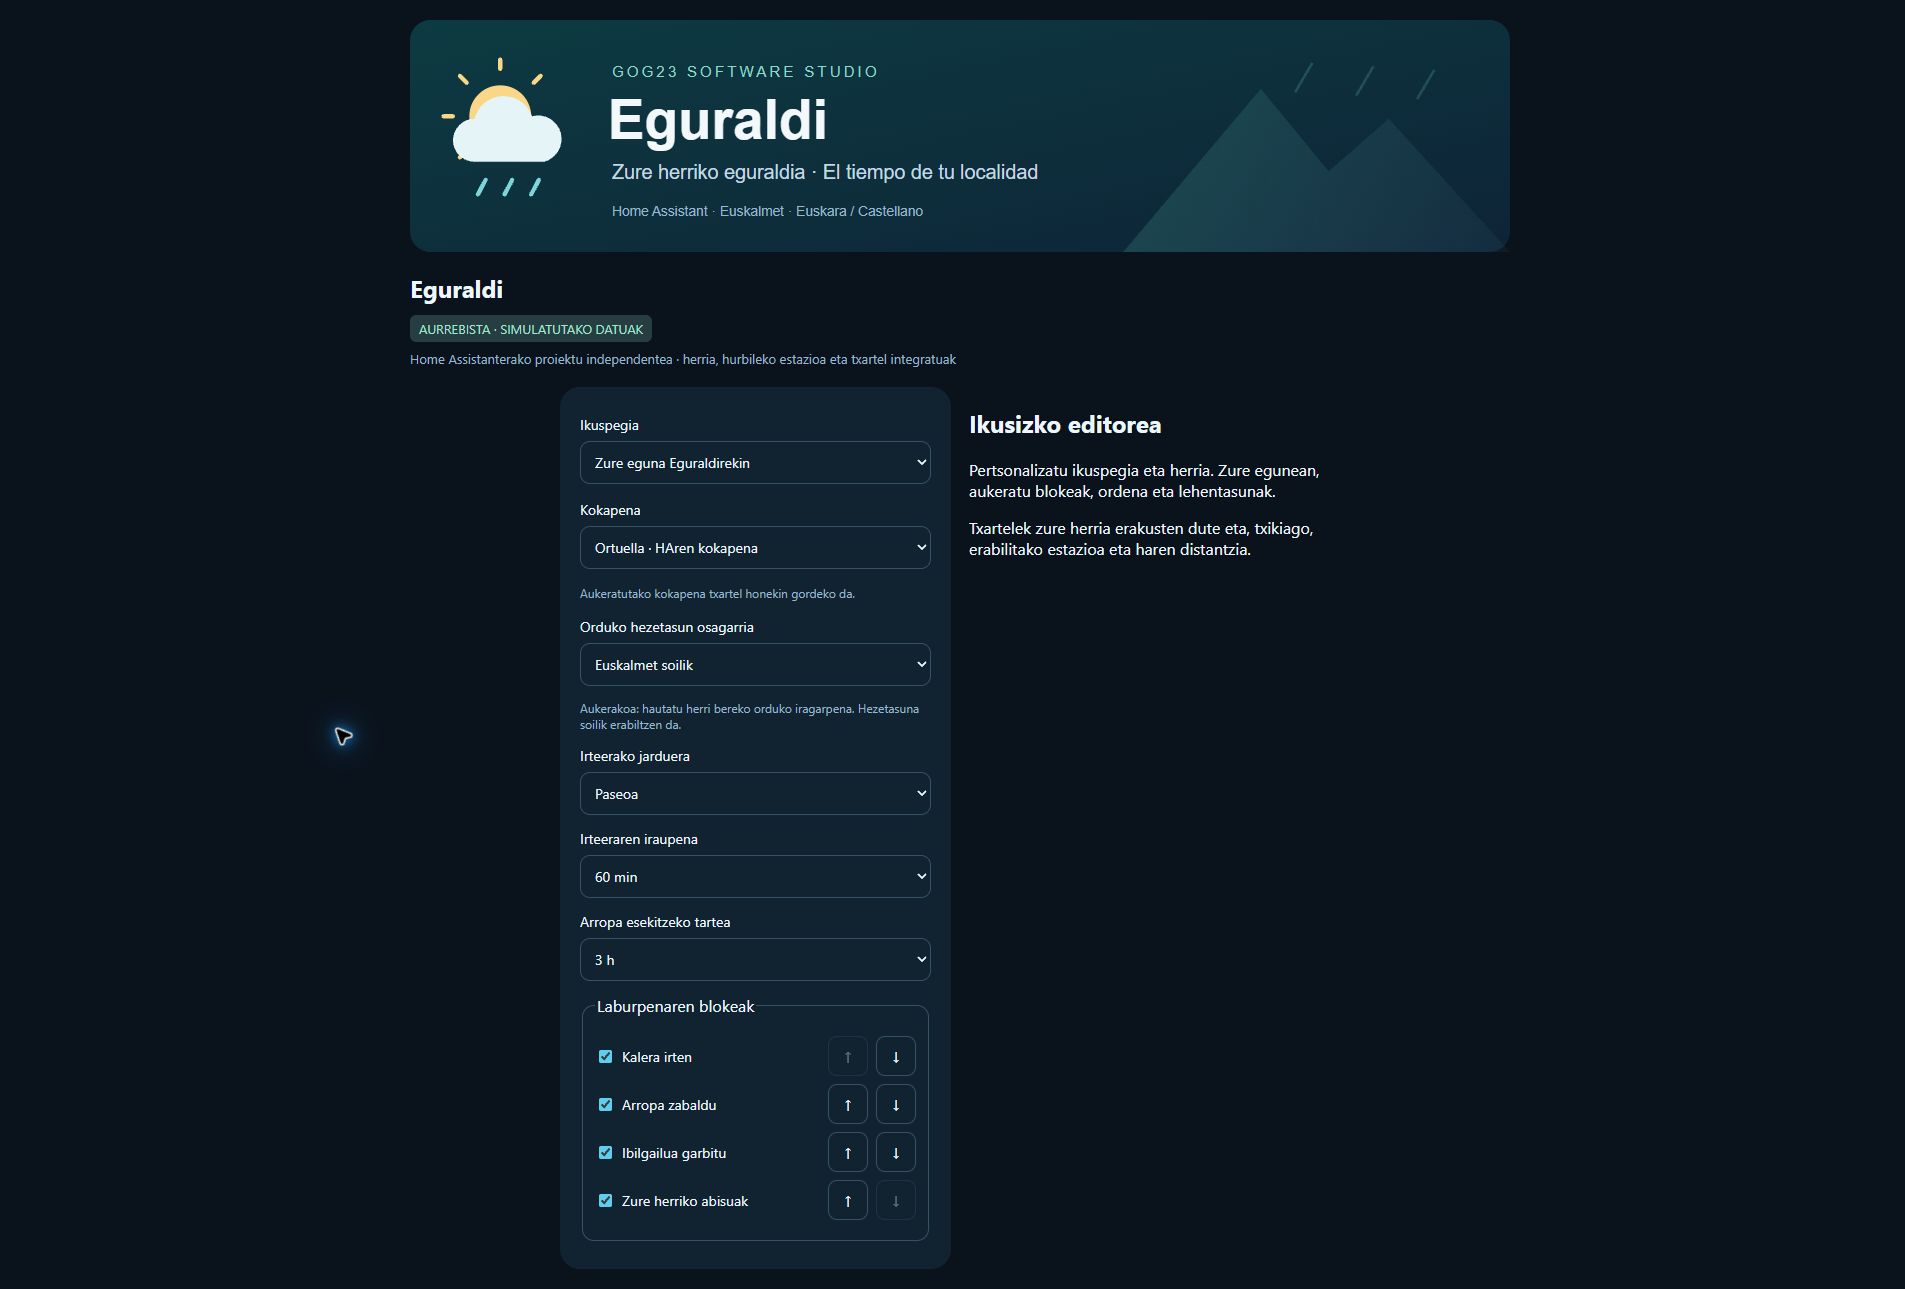 GOG23 SOFTWARE STUDIO
Eguraldi
Zure herriko eguraldia · El tiempo de tu localidad
Home Assistant · Euskalmet · Euskara / Castellano
Eguraldi
AURREBISTA · SIMULATUTAKO DATUAK
Home Assistanterako proiektu independentea · herria, hurbileko estazioa eta txartel integratuak
Ikuspegia
Zure eguna Eguraldirekin
Kokapena
Ortuella · HAren kokapena
Aukeratutako kokapena txartel honekin gordeko da.
Orduko hezetasun osagarria
Euskalmet soilik
Aukerakoa: hautatu herri bereko orduko iragarpena. Hezetasuna
soilik erabiltzen da.
Irteerako jarduera
Paseoa
Irteeraren iraupena
60 min
Arropa esekitzeko tartea
3 h
Laburpenaren blokeak
Kalera irten ↑ ↓
Arropa zabaldu ↑ ↓
Ibilgailua garbitu ↑ ↓
Zure herriko abisuak ↑ ↓
Ikusizko editorea
Pertsonalizatu ikuspegia eta herria. Zure egunean,
aukeratu blokeak, ordena eta lehentasunak.
Txartelek zure herria erakusten dute eta, txikiago,
erabilitako estazioa eta haren distantzia.